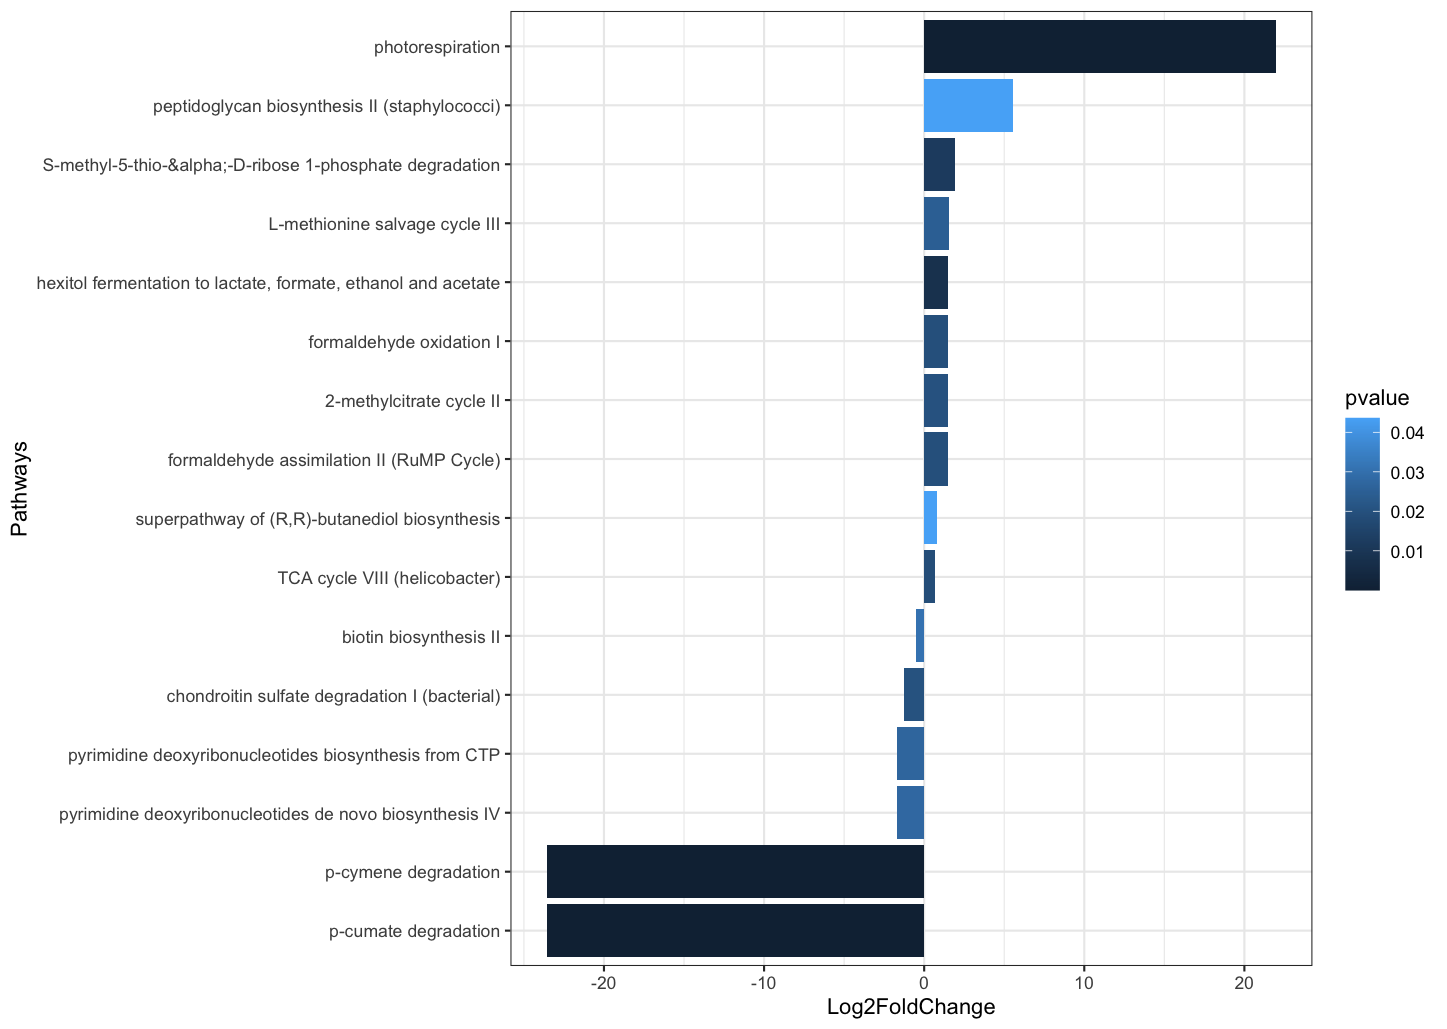 photorespiration
peptidoglycan biosynthesis II (staphylococci)
S-methyl-5-thio-&alpha;-D-ribose 1-phosphate degradation
L-methionine salvage cycle III
hexitol fermentation to lactate, formate, ethanol and acetate
formaldehyde oxidation I
2-methylcitrate cycle II
formaldehyde assimilation II (RuMP Cycle)
superpathway of (R,R)-butanediol biosynthesis
TCA cycle VIII (helicobacter)
biotin biosynthesis II
chondroitin sulfate degradation I (bacterial)
pyrimidine deoxyribonucleotides biosynthesis from CTP
pyrimidine deoxyribonucleotides de novo biosynthesis IV
p-cymene degradation
p-cumate degradation
Pathways
-20 -10 0 10 20
Log2FoldChange
pvalue
0.04
0.03
0.02
0.01